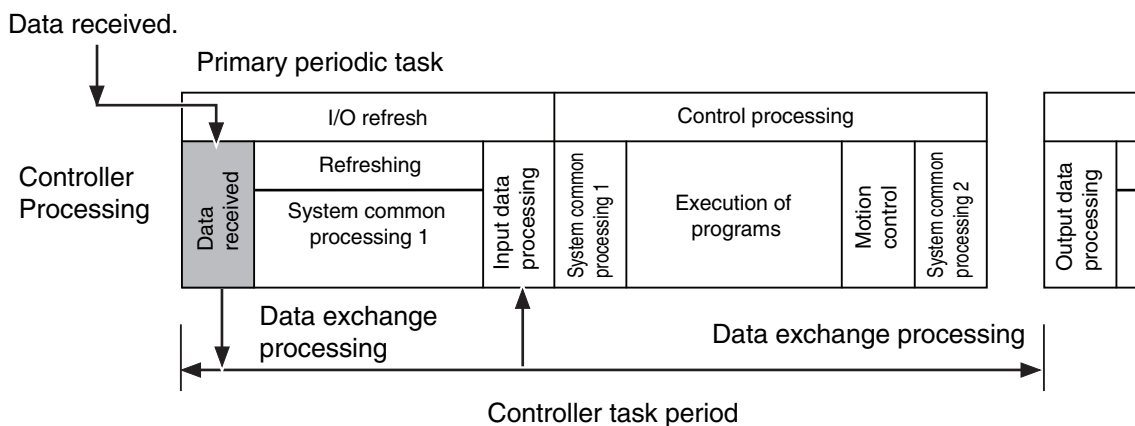 Data received.
Primary periodic task
I/O refresh
Control processing
Controller
Processing
Data
received
Refreshing
System common
processing 1
Input data
processing
System common
processing 1
Execution of
programs
Motion
control
System common
processing 2
Output data
processing
Data exchange
processing
Data exchange processing
Controller task period